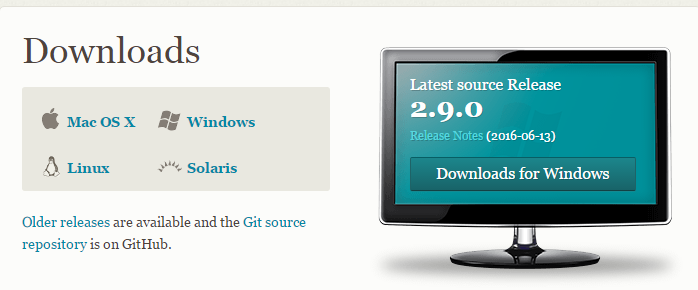 Downloads
Mac OS X
Windows
Linux
Solaris
Older releases are available and the Git source
repository is on GitHub.
Latest source Release
2.9.0
Release Notes (2016-06-13)
Downloads for Windows